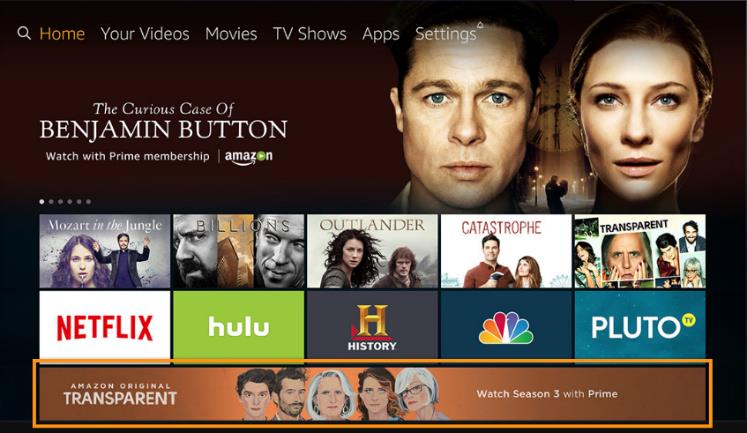 Home Your Videos Movies TV Shows Apps Settings
The Curious Case Of
BENJAMIN BUTTON
Watch with Prime membership | amazon
Mozart in the Jungle
BILLIONS
OUTLANDER
CATASTROPHE
TRANSPARENT
NETFLIX
hulu
H
HISTORY
PLUTO TV
AMAZON ORIGINAL
TRANSPARENT
Watch Season 3 with Prime